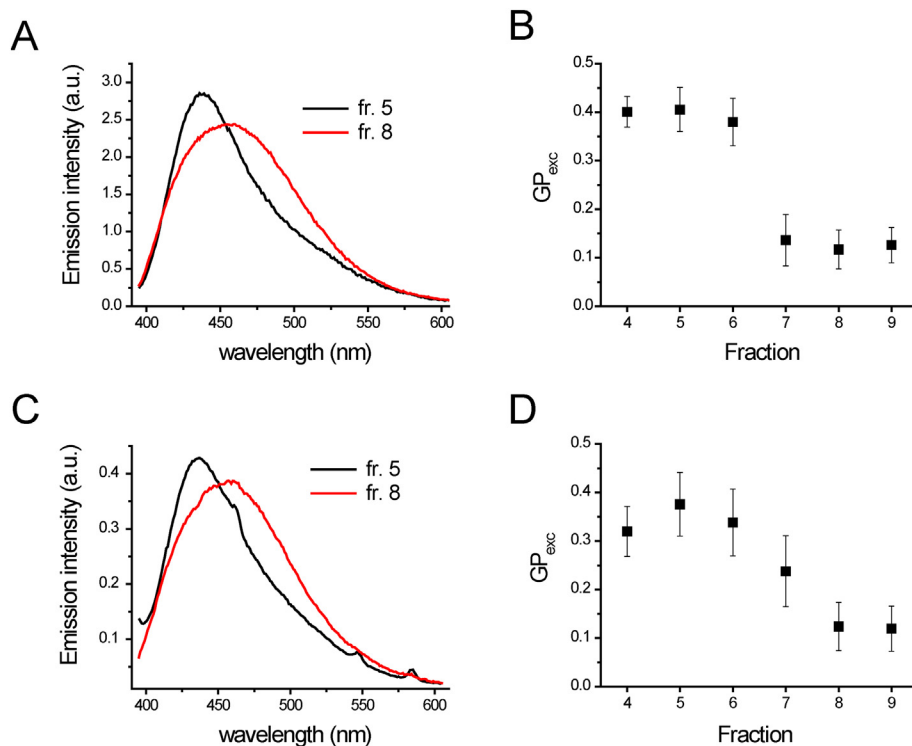 A
Emission intensity (a.u.)
3.0
2.5
2.0
1.5
1.0
0.5
0.0
fr. 5
fr. 8
400 450 500 550 600
wavelength (nm)
B
GPexc
0.5
0.4
0.3
0.2
0.1
0.0
4 5 6 7 8 9
Fraction
C
Emission intensity (a.u.)
0.4
0.3
0.2
0.1
fr. 5
fr. 8
400 450 500 550 600
wavelength (nm)
D
GPexc
0.5
0.4
0.3
0.2
0.1
0.0
4 5 6 7 8 9
Fraction